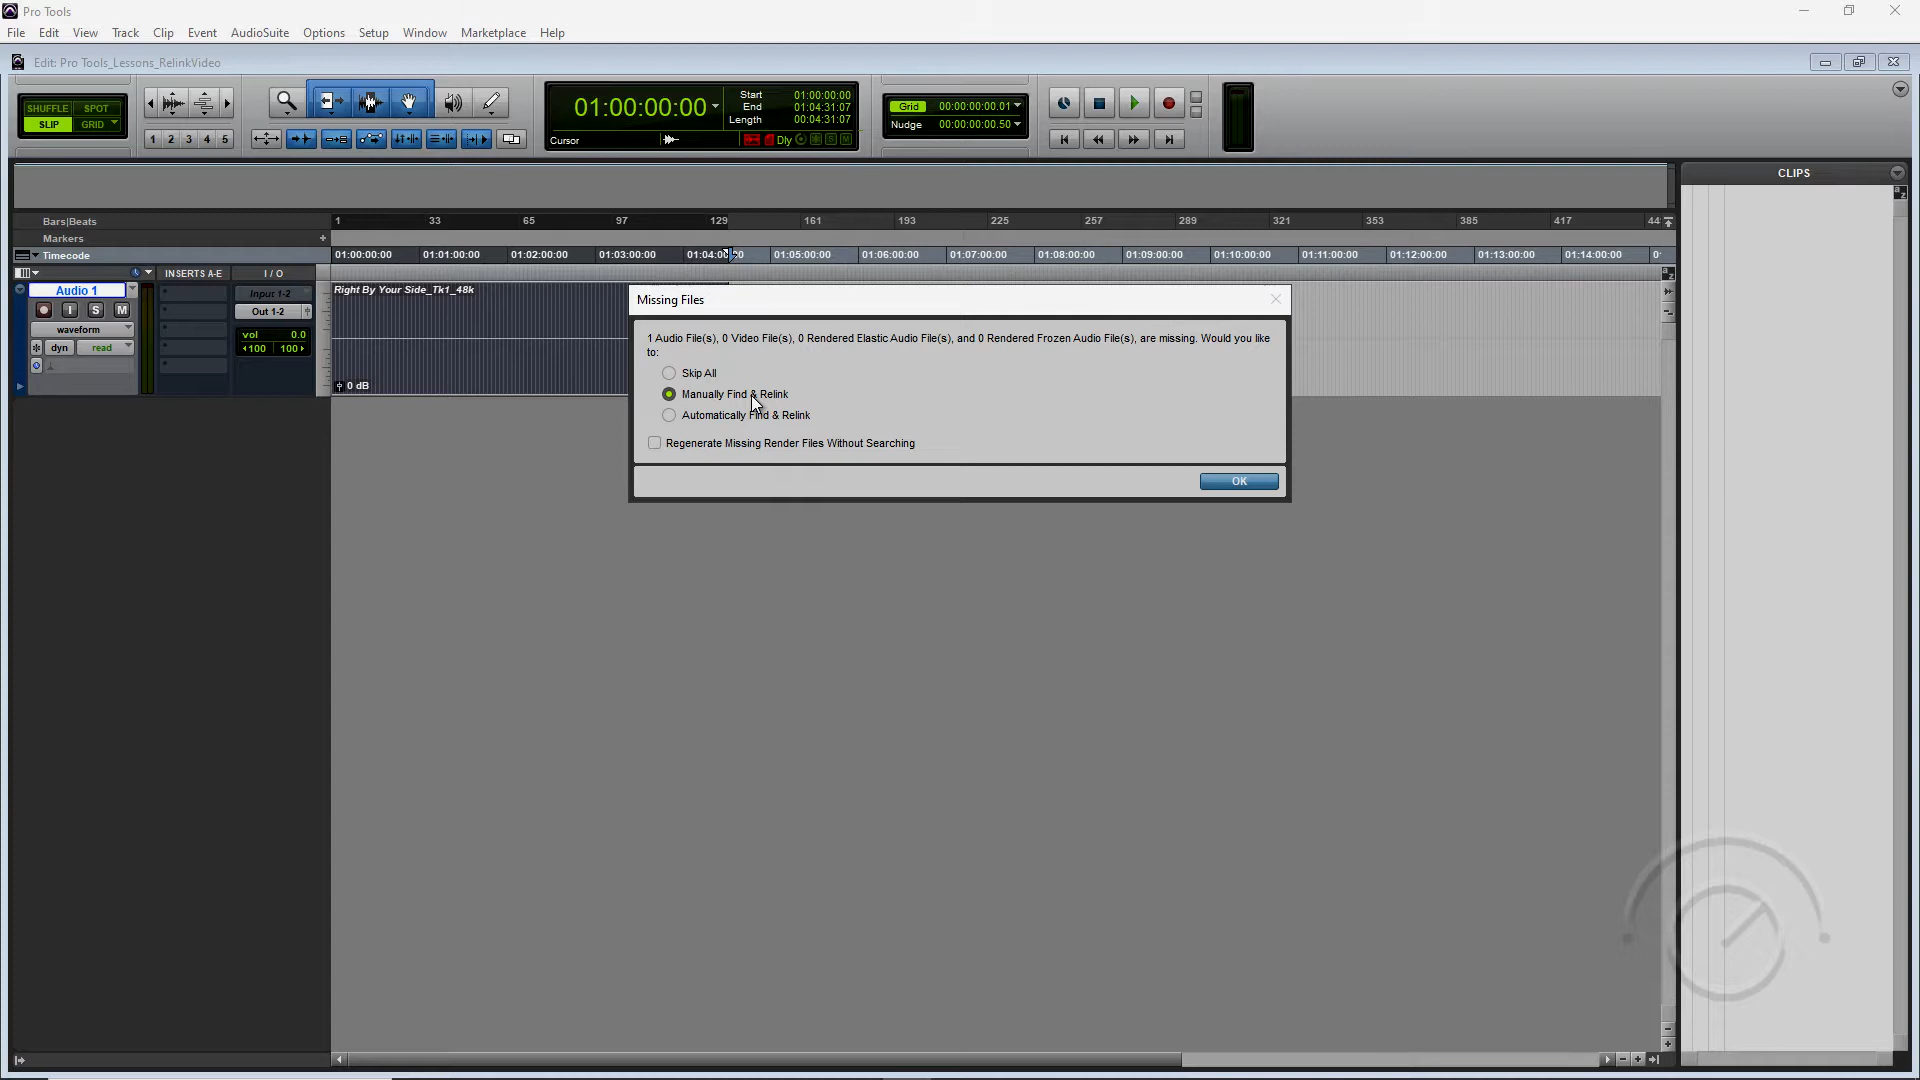 Pro Tools
File Edit View Track Clip Event AudioSuite Options Setup Window Marketplace Help
Edit: Pro Tools_Lessons_RelinkVideo
SHUFFLE SPOT
SLIP GRID
1 2 3 4 5
01:00:00:00
Start 01:00:00:00
End 01:04:31:07
Length 00:04:31:07
Cursor
Dly
S M
Grid 00:00:00:00.01
Nudge 00:00:00:00.50
CLIPS
Bars|Beats 1 33 65 97 129 161 193 225 257 289 321 353 385 417 44
Markers
Timecode 01:00:00:00 01:01:00:00 01:02:00:00 01:03:00:00 01:04:00:00 01:05:00:00 01:06:00:00 01:07:00:00 01:08:00:00 01:09:00:00 01:10:00:00 01:11:00:00 01:12:00:00 01:13:00:00 01:14:00:00
INSERTS A-E I / O
Audio 1
Input 1-2
Out 1-2
I S M
waveform
vol 0.0
100 100
dyn read
Right By Your Side_Tk1_48k
0 dB
Missing Files
1 Audio File(s), 0 Video File(s), 0 Rendered Elastic Audio File(s), and 0 Rendered Frozen Audio File(s), are missing. Would you like
to:
Skip All
Manually Find & Relink
Automatically Find & Relink
Regenerate Missing Render Files Without Searching
OK